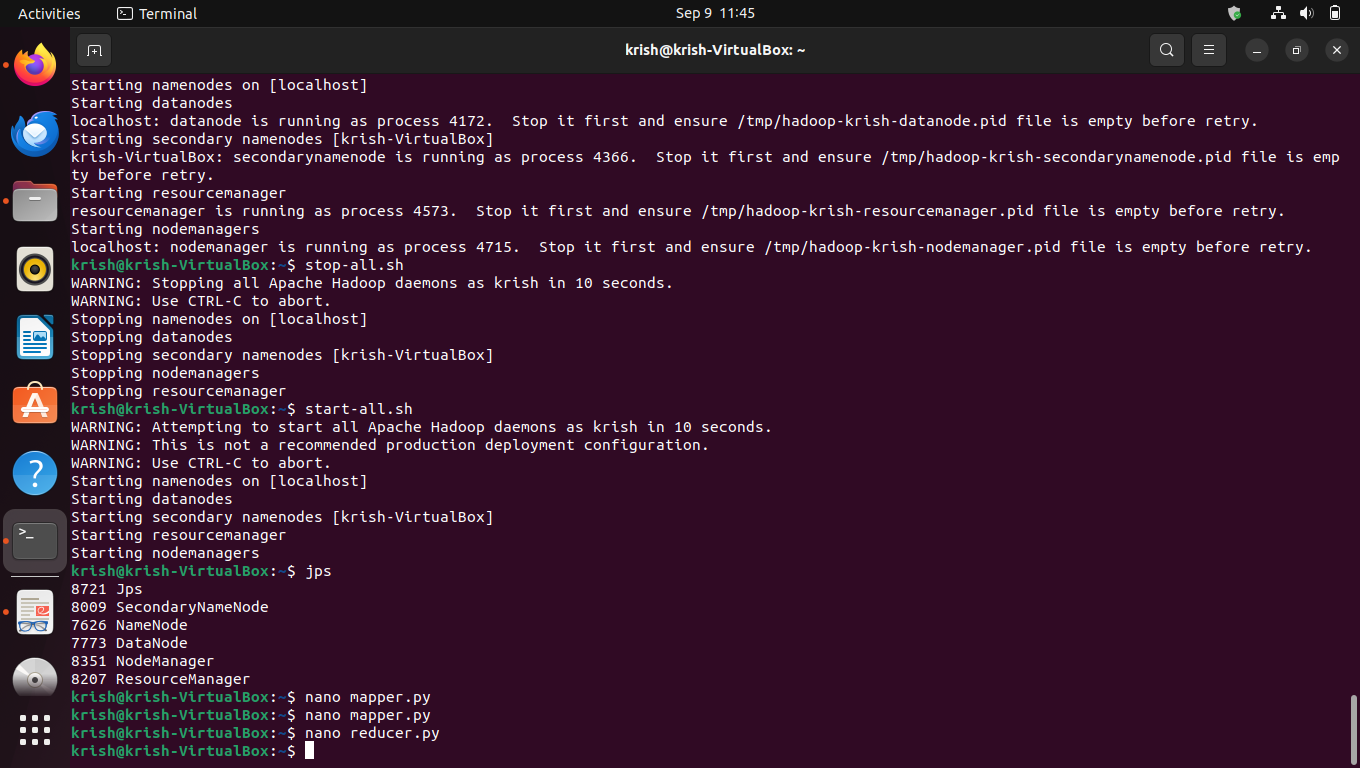 Activities Terminal Sep 9 11:45
krish@krish-VirtualBox: ~
Starting namenodes on [localhost]
Starting datanodes
localhost: datanode is running as process 4172.  Stop it first and ensure /tmp/hadoop-krish-datanode.pid file is empty before retry.
Starting secondary namenodes [krish-VirtualBox]
krish-VirtualBox: secondarynamenode is running as process 4366.  Stop it first and ensure /tmp/hadoop-krish-secondarynamenode.pid file is emp
ty before retry.
Starting resourcemanager
resourcemanager is running as process 4573.  Stop it first and ensure /tmp/hadoop-krish-resourcemanager.pid file is empty before retry.
Starting nodemanagers
localhost: nodemanager is running as process 4715.  Stop it first and ensure /tmp/hadoop-krish-nodemanager.pid file is empty before retry.
krish@krish-VirtualBox:~$ stop-all.sh
WARNING: Stopping all Apache Hadoop daemons as krish in 10 seconds.
WARNING: Use CTRL-C to abort.
Stopping namenodes on [localhost]
Stopping datanodes
Stopping secondary namenodes [krish-VirtualBox]
Stopping nodemanagers
Stopping resourcemanager
krish@krish-VirtualBox:~$ start-all.sh
WARNING: Attempting to start all Apache Hadoop daemons as krish in 10 seconds.
WARNING: This is not a recommended production deployment configuration.
WARNING: Use CTRL-C to abort.
Starting namenodes on [localhost]
Starting datanodes
Starting secondary namenodes [krish-VirtualBox]
Starting resourcemanager
Starting nodemanagers
krish@krish-VirtualBox:~$ jps
8721 Jps
8009 SecondaryNameNode
7626 NameNode
7773 DataNode
8351 NodeManager
8207 ResourceManager
krish@krish-VirtualBox:~$ nano mapper.py
krish@krish-VirtualBox:~$ nano mapper.py
krish@krish-VirtualBox:~$ nano reducer.py
krish@krish-VirtualBox:~$